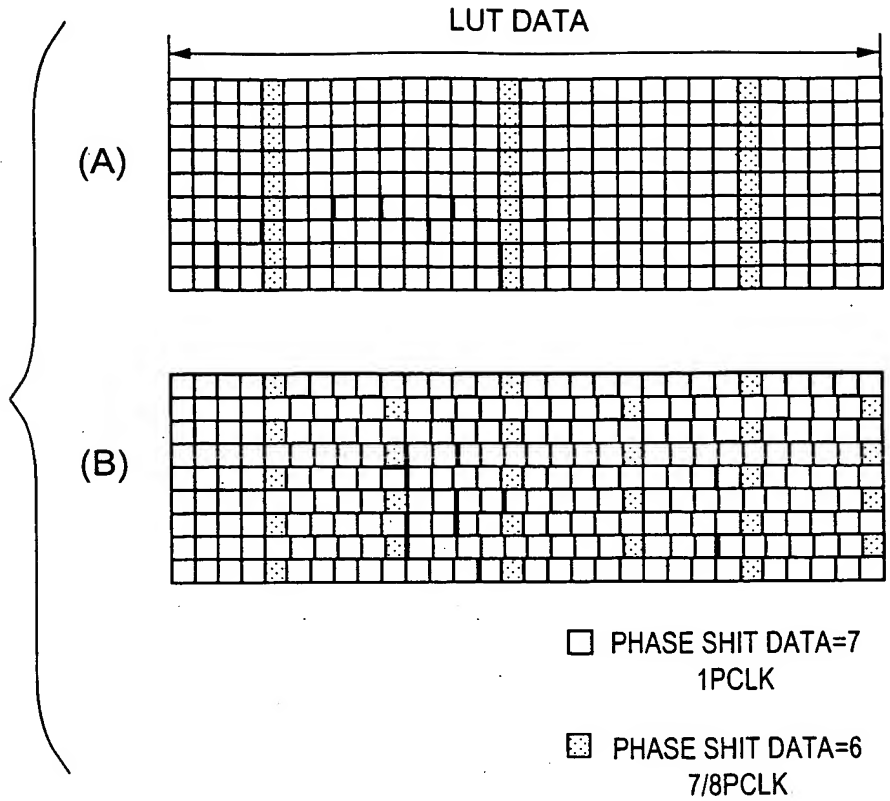 LUT DATA
(A)
(B)
PHASE SHIT DATA=7
1PCLK
PHASE SHIT DATA=6
7/8PCLK